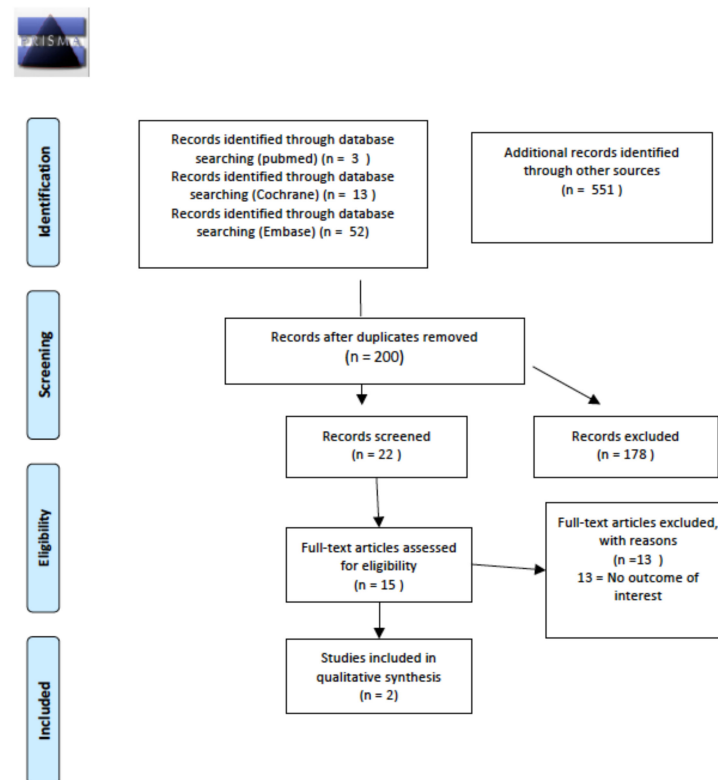 PRISMA
Identification
Records identified through database
searching (pubmed) (n = 3 )
Records identified through database
searching (Cochrane) (n = 13 )
Records identified through database
searching (Embase) (n = 52)
Additional records identified
through other sources
(n = 551 )
Screening
Records after duplicates removed
(n = 200)
Records screened
(n = 22 )
Records excluded
(n = 178 )
Eligibility
Full-text articles assessed
for eligibility
(n = 15 )
Full-text articles excluded,
with reasons
(n =13 )
13 = No outcome of
interest
Included
Studies included in
qualitative synthesis
(n = 2)